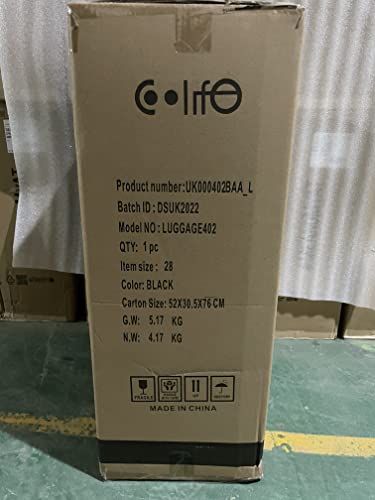 Coolife
Product number:UK000402BAA_L
Batch ID : DSUK2022
Model NO : LUGGAGE402
QTY: 1 pc
Item size : 28
Color: BLACK
Carton Size: 52X30.5X76 CM
G.W: 5.17 KG
N.W: 4.17 KG
FRAGILE
MADE IN CHINA